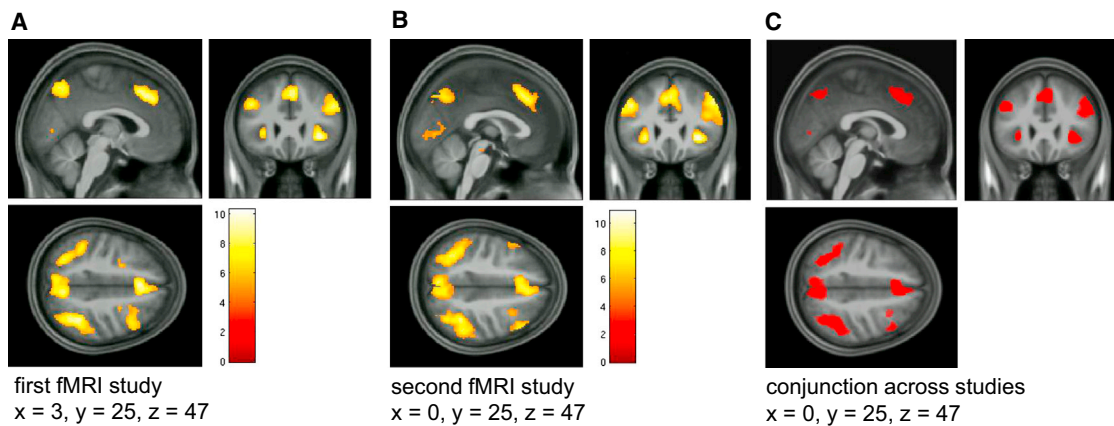 A
B
C
10
8
6
4
2
0
10
8
6
4
2
0
first fMRI study
x = 3, y = 25, z = 47
second fMRI study
x = 0, y = 25, z = 47
conjunction across studies
x = 0, y = 25, z = 47